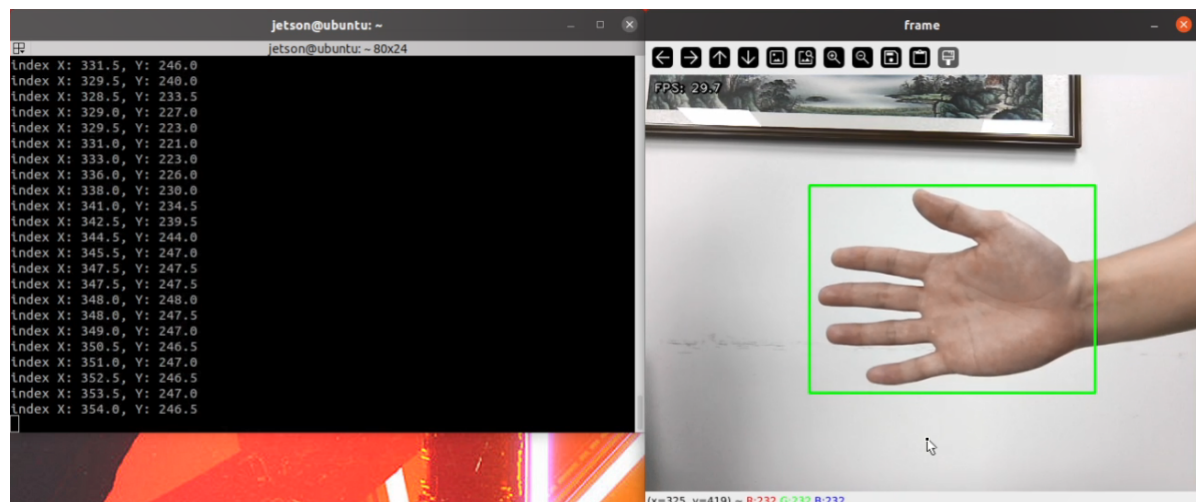 jetson@ubuntu: ~
jetson@ubuntu: ~ 80x24
index X: 331.5, Y: 246.0
index X: 329.5, Y: 240.0
index X: 328.5, Y: 233.5
index X: 329.0, Y: 227.0
index X: 329.5, Y: 223.0
index X: 331.0, Y: 221.0
index X: 333.0, Y: 223.0
index X: 336.0, Y: 226.0
index X: 338.0, Y: 230.0
index X: 341.0, Y: 234.5
index X: 342.5, Y: 239.5
index X: 344.5, Y: 244.0
index X: 345.5, Y: 247.0
index X: 347.5, Y: 247.5
index X: 347.5, Y: 247.5
index X: 348.0, Y: 248.0
index X: 348.0, Y: 247.5
index X: 349.0, Y: 247.0
index X: 350.5, Y: 246.5
index X: 351.0, Y: 247.0
index X: 352.5, Y: 246.5
index X: 353.5, Y: 247.0
index X: 354.0, Y: 246.5
frame
FPS: 29.7
(x=325, y=419) ~ R:232 G:232 B:232